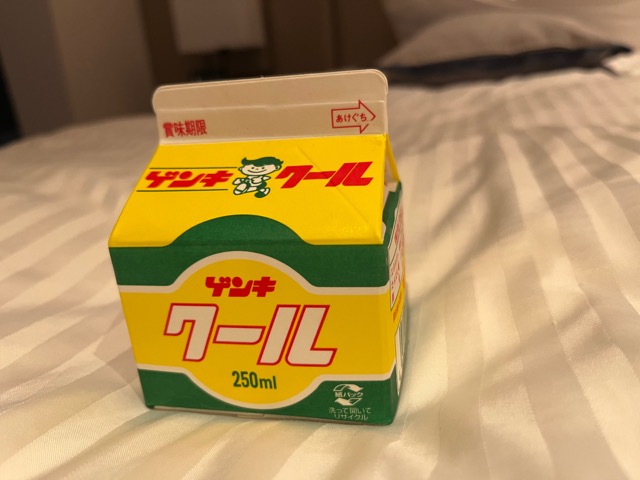 賞味期限
あけぐち
ゲンキ クール
ゲンキ
クール
250ml
紙パック
洗って開いて
リサイクル